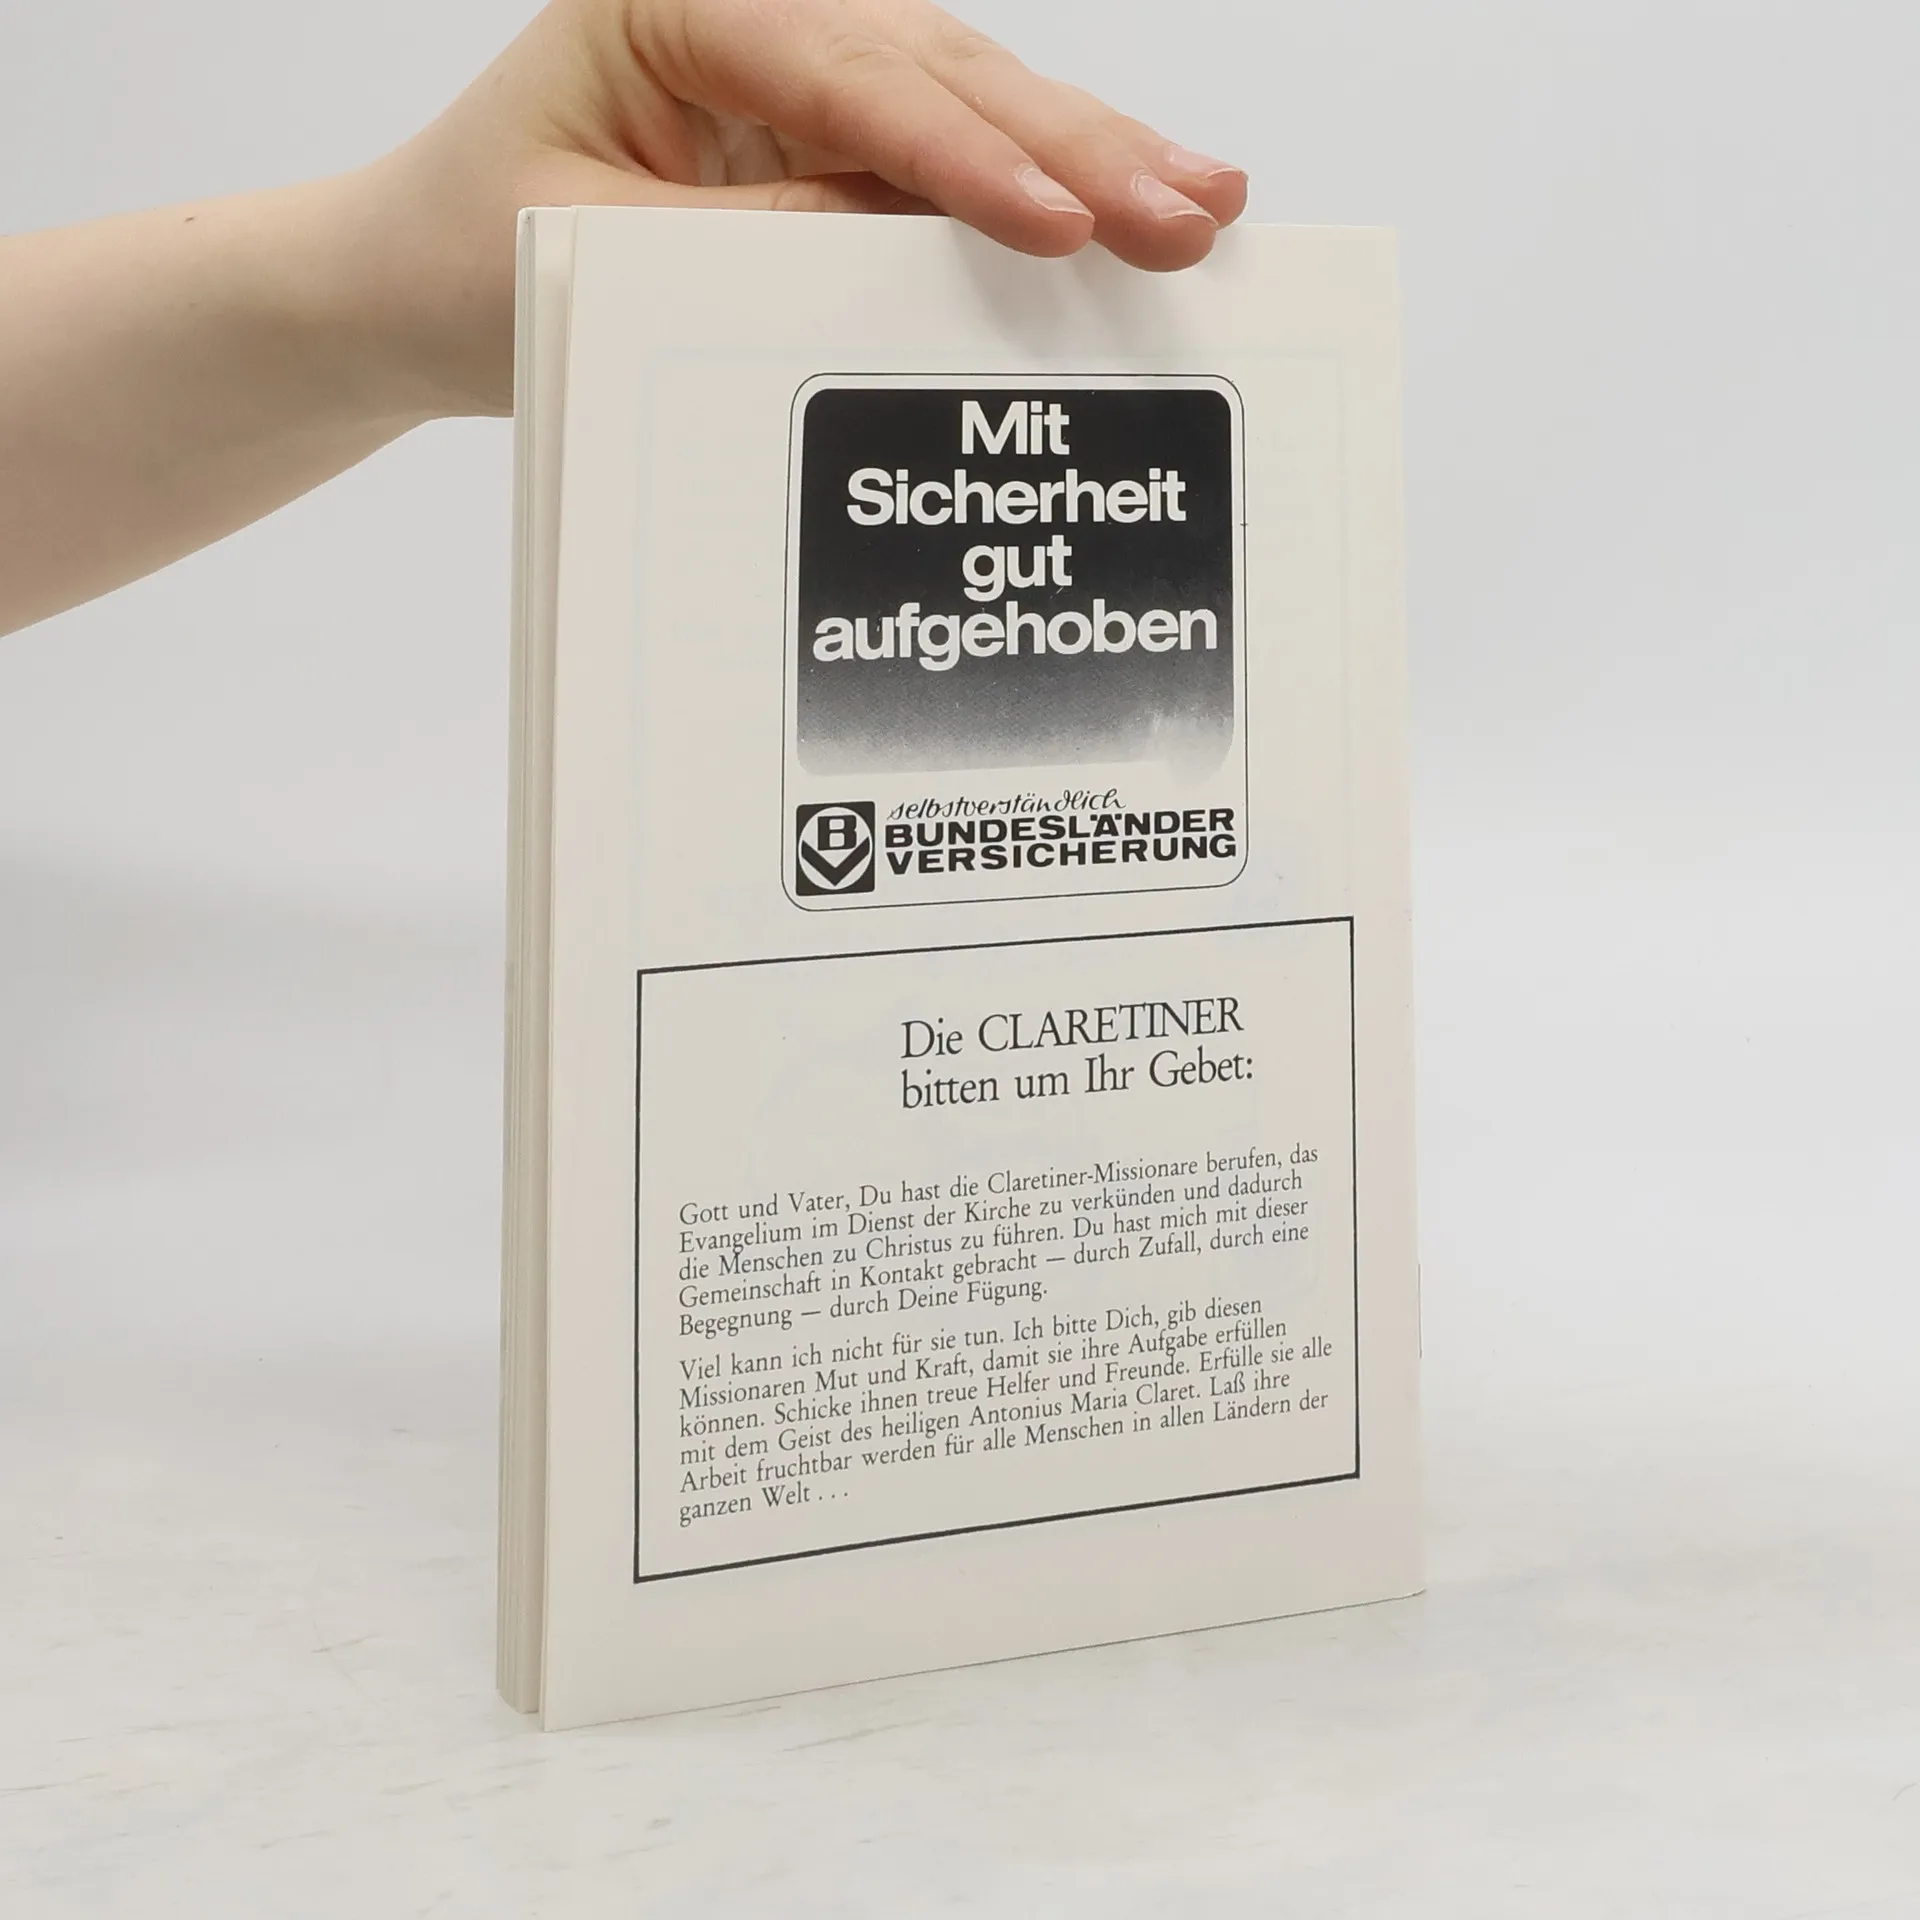 Mit
Sicherheit
gut
aufgehoben
B
selbstverständlich
BUNDESLÄNDER
VERSICHERUNG
Die CLARETINER
bitten um Ihr Gebet:
Gott und Vater, Du hast die Claretiner-Missionare berufen, das
Evangelium im Dienst der Kirche zu verkünden und dadurch
die Menschen zu Christus zu führen. Du hast mich mit dieser
Gemeinschaft in Kontakt gebracht — durch Zufall, durch eine
Begegnung — durch Deine Fügung.
Viel kann ich nicht für sie tun. Ich bitte Dich, gib diesen
Missionaren Mut und Kraft, damit sie ihre Aufgabe erfüllen
können. Schicke ihnen treue Helfer und Freunde. Erfülle sie alle
mit dem Geist des heiligen Antonius Maria Claret. Laß ihre
Arbeit fruchtbar werden für alle Menschen in allen Ländern der
ganzen Welt . . .